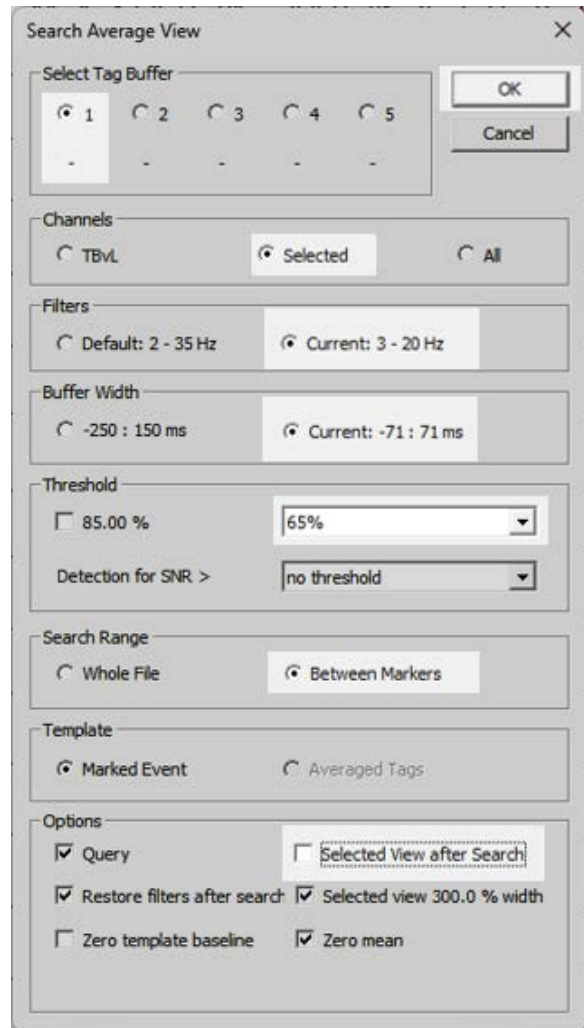 Search Average View
Select Tag Buffer
OK
1 2 3 4 5
Cancel
- - - - -
Channels
TBvL Selected All
Filters
Default: 2 - 35 Hz Current: 3 - 20 Hz
Buffer Width
-250 : 150 ms Current: -71 : 71 ms
Threshold
85.00 % 65%
Detection for SNR > no threshold
Search Range
Whole File Between Markers
Template
Marked Event Averaged Tags
Options
Query Selected View after Search
Restore filters after search Selected view 300.0 % width
Zero template baseline Zero mean